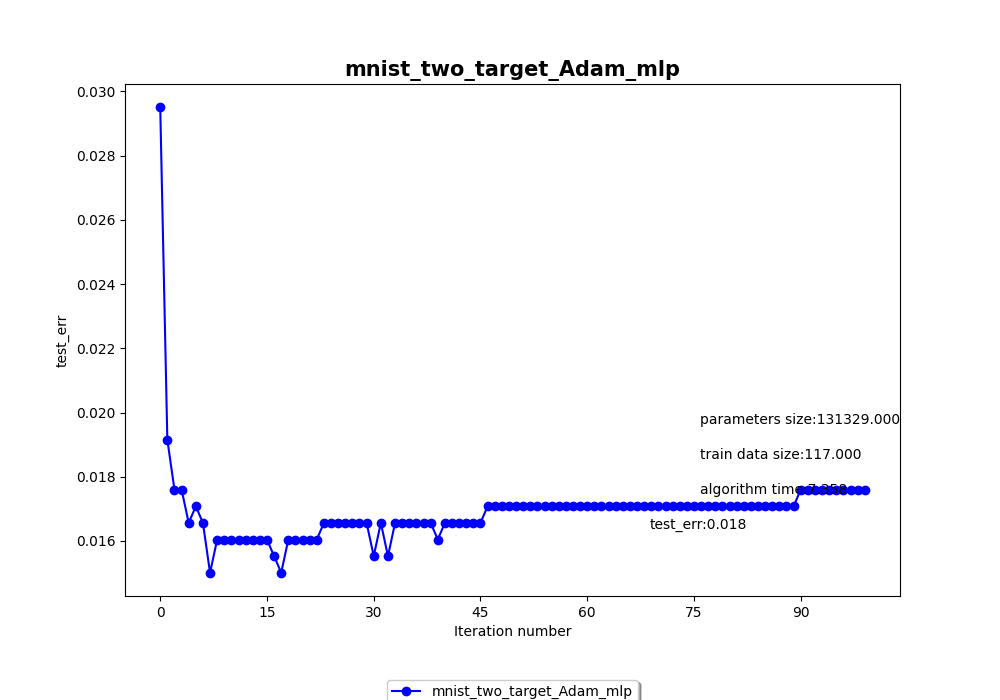 mnist_two_target_Adam_mlp
0.030
0.028
0.026
0.024
0.022
0.020
0.018
0.016
test_err
parameters size:131329.000
train data size:117.000
algorithm time:7.358
test_err:0.018
0 15 30 45 60 75 90
Iteration number
mnist_two_target_Adam_mlp